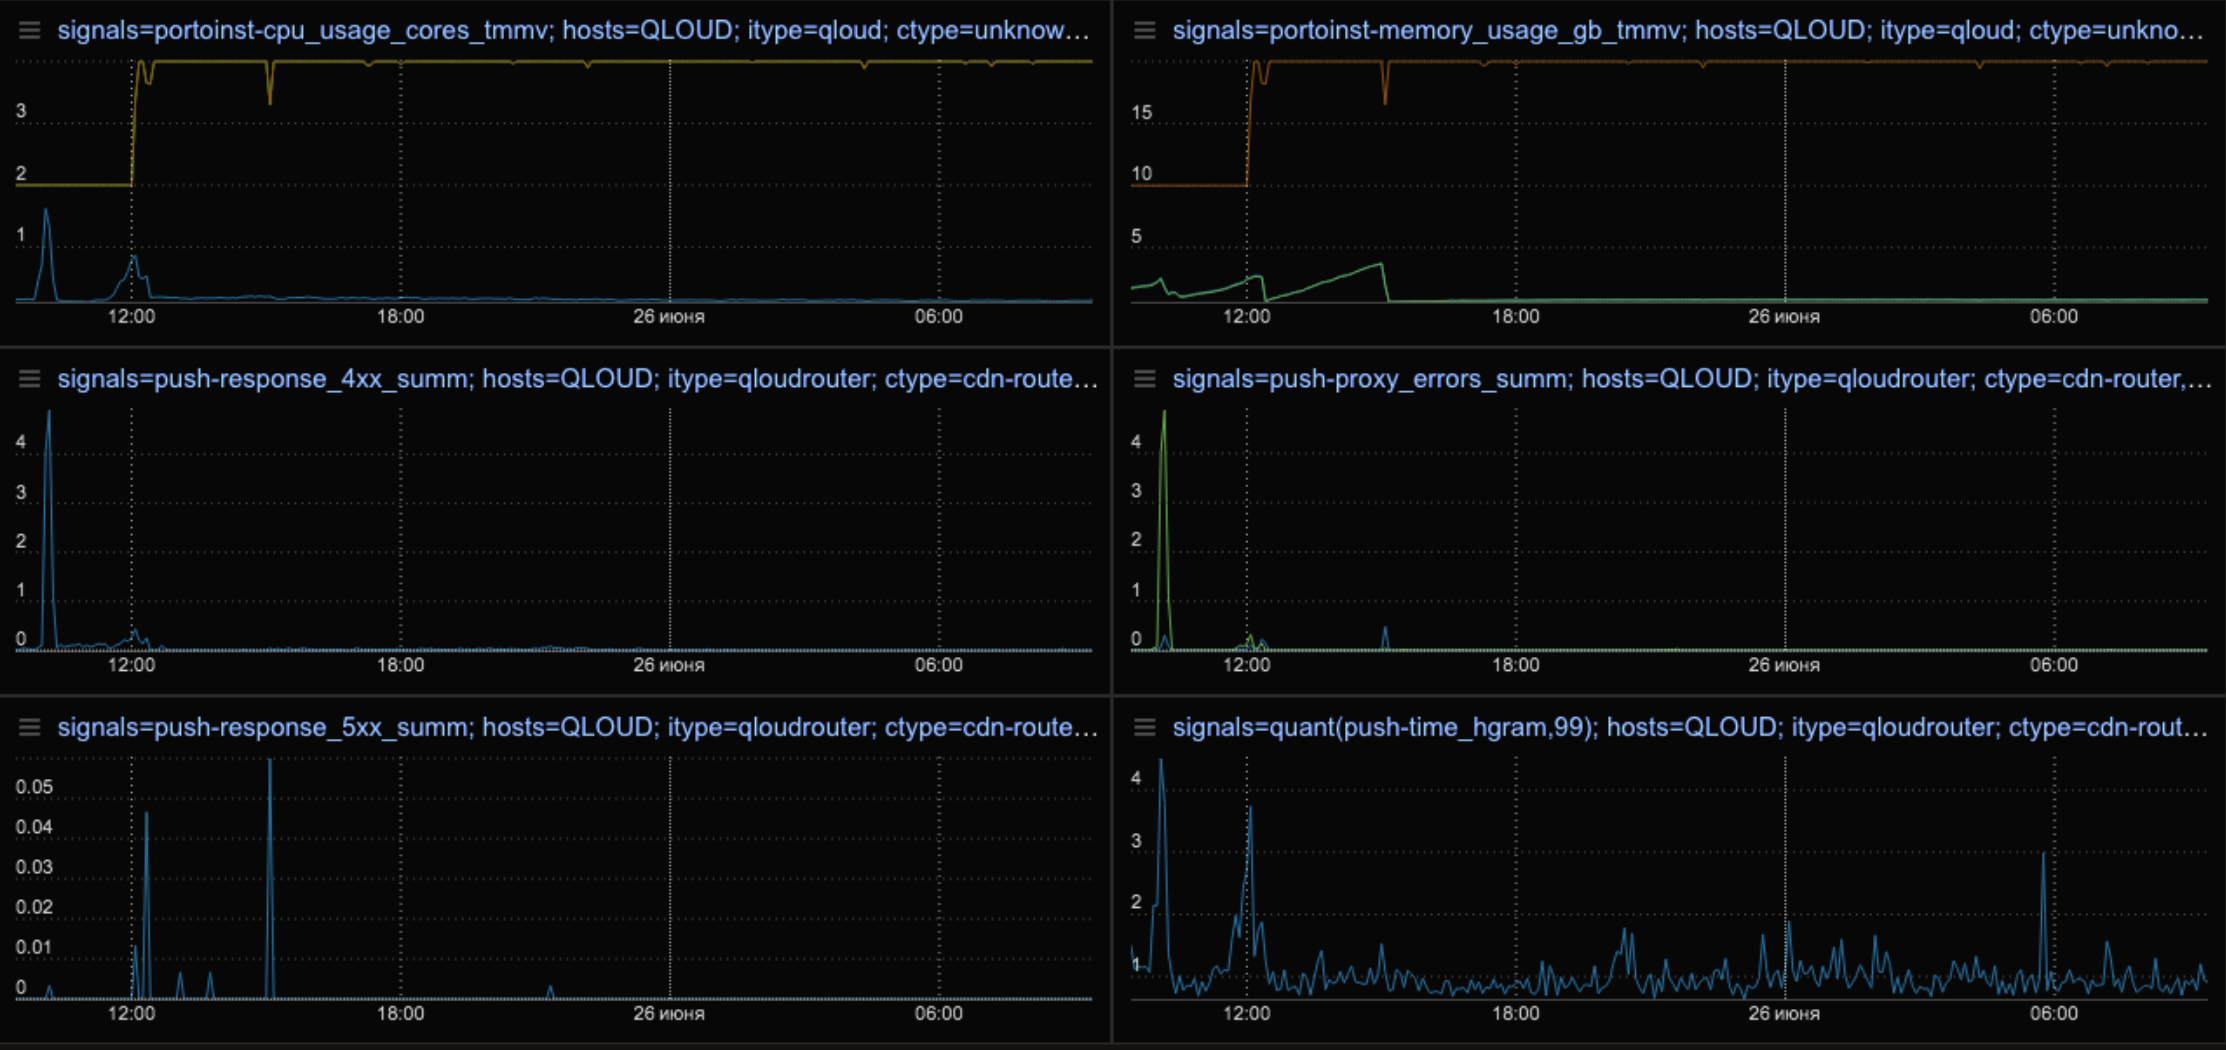 signals=portoinst-cpu_usage_cores_tmmv; hosts=QLOUD; itype=qloud; ctype=unknow...
3
2
1
12:00 18:00 26 июня 06:00
signals=portoinst-memory_usage_gb_tmmv; hosts=QLOUD; itype=qloud; ctype=unkno...
15
10
5
12:00 18:00 26 июня 06:00
signals=push-response_4xx_summ; hosts=QLOUD; itype=qloudrouter; ctype=cdn-route...
4
3
2
1
0
12:00 18:00 26 июня 06:00
signals=push-proxy_errors_summ; hosts=QLOUD; itype=qloudrouter; ctype=cdn-router,...
4
3
2
1
0
12:00 18:00 26 июня 06:00
signals=push-response_5xx_summ; hosts=QLOUD; itype=qloudrouter; ctype=cdn-route...
0.05
0.04
0.03
0.02
0.01
0
12:00 18:00 26 июня 06:00
signals=quant(push-time_hgram,99); hosts=QLOUD; itype=qloudrouter; ctype=cdn-rout...
4
3
2
1
12:00 18:00 26 июня 06:00